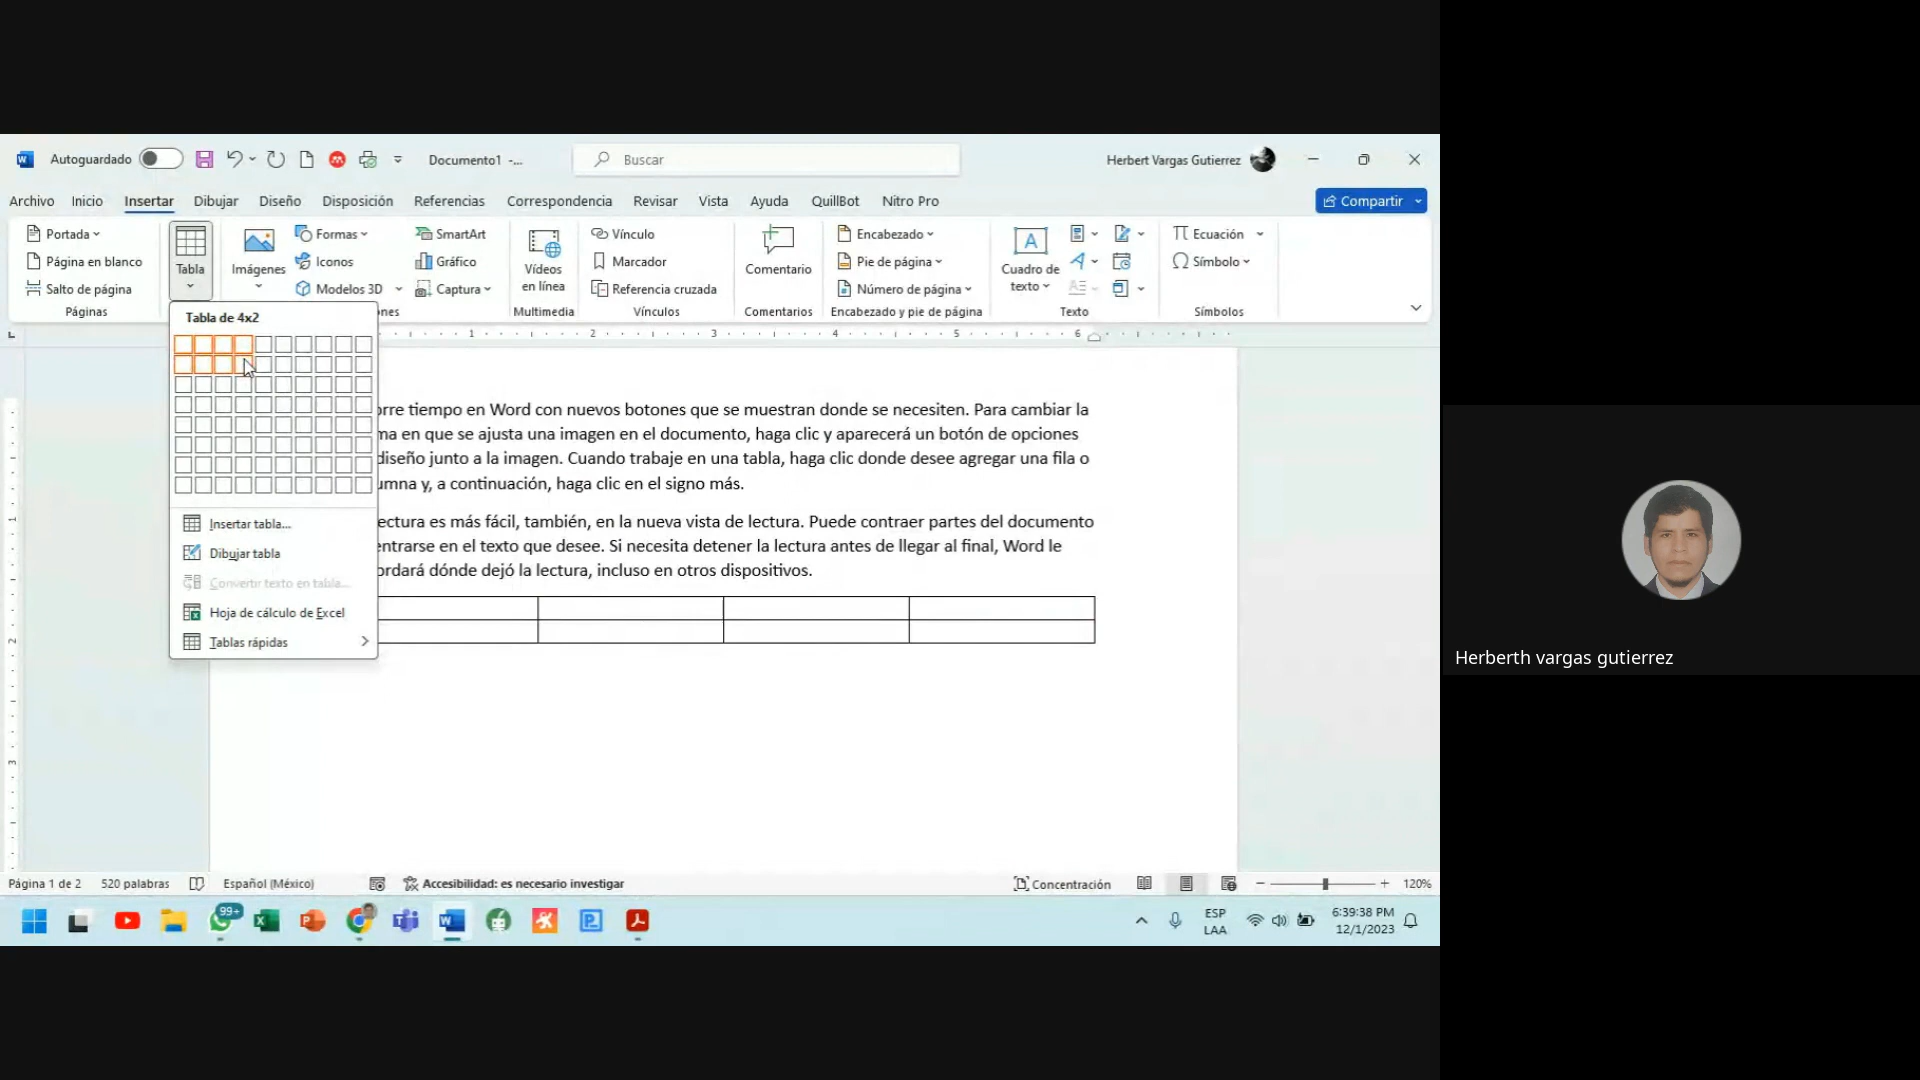 Autoguardado
Documento1 -...
Buscar
Herbert Vargas Gutierrez
Archivo Inicio Insertar Dibujar Diseño Disposición Referencias Correspondencia Revisar Vista Ayuda QuillBot Nitro Pro
Compartir
Portada
Página en blanco
Salto de página
Páginas
Tabla
Imágenes
Formas
Iconos
Modelos 3D
SmartArt
Gráfico
Captura
nes
Vídeos
en línea
Multimedia
Vínculo
Marcador
Referencia cruzada
Vínculos
Comentario
Comentarios
Encabezado
Pie de página
Número de página
Encabezado y pie de página
Cuadro de
texto
Texto
Ecuación
Símbolo
Símbolos
Tabla de 4x2
Insertar tabla...
Dibujar tabla
Convertir texto en tabla...
Hoja de cálculo de Excel
Tablas rápidas
1 2 3 4 5 6
1
2
3
orre tiempo en Word con nuevos botones que se muestran donde se necesiten. Para cambiar la
ma en que se ajusta una imagen en el documento, haga clic y aparecerá un botón de opciones
diseño junto a la imagen. Cuando trabaje en una tabla, haga clic donde desee agregar una fila o
umna y, a continuación, haga clic en el signo más.
ectura es más fácil, también, en la nueva vista de lectura. Puede contraer partes del documento
entrarse en el texto que desee. Si necesita detener la lectura antes de llegar al final, Word le
ordará dónde dejó la lectura, incluso en otros dispositivos.
Página 1 de 2 520 palabras Español (México) Accesibilidad: es necesario investigar Concentración 120%
99+
ESP
LAA
6:39:38 PM
12/1/2023
Herberth vargas gutierrez